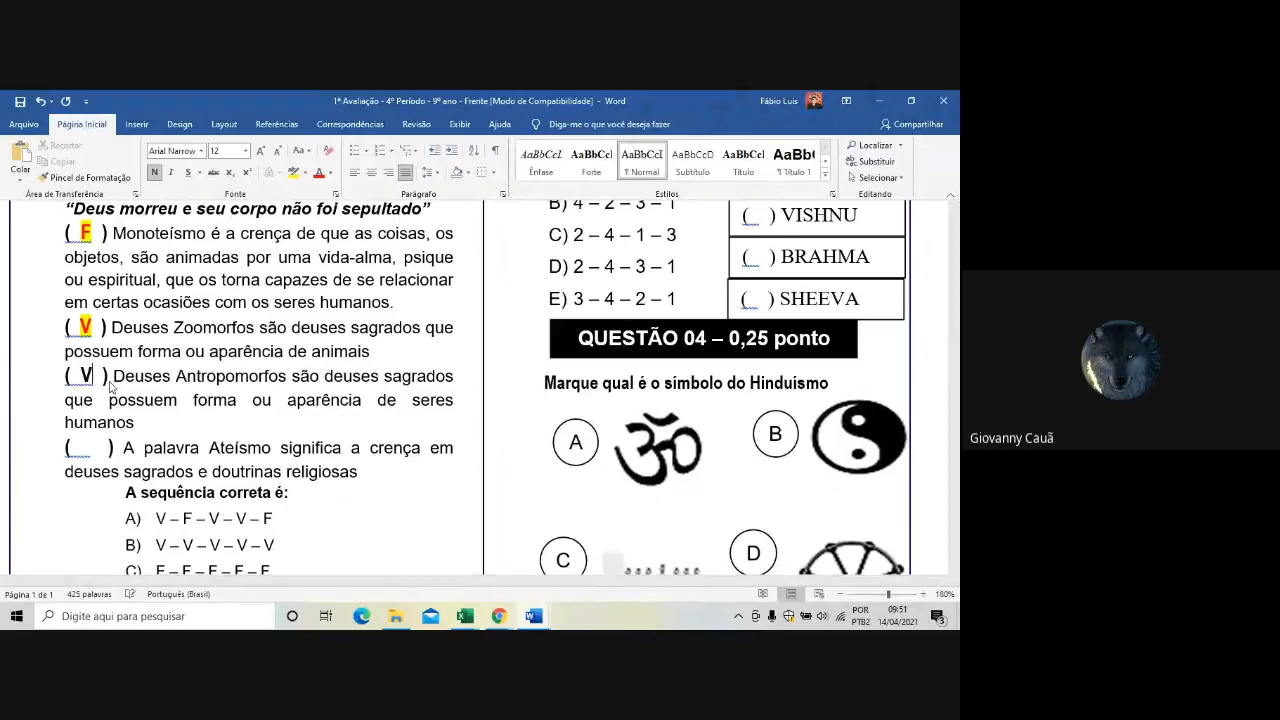 1ª Avaliação - 4º Período - 9º ano - Frente [Modo de Compatibilidade] - Word
Fábio Luis
Arquivo
Página Inicial
Inserir
Design
Layout
Referências
Correspondências
Revisão
Exibir
Ajuda
Diga-me o que você deseja fazer
Compartilhar
Colar
Recortar
Copiar
Pincel de Formatação
Área de Transferência
Arial Narrow
12
Aa
N I S abc x₂ x²
Fonte
Parágrafo
AaBbCcI AaBbCcI AaBbCcI AaBbCcD AaBbCcI AaBb(
Ênfase
Forte
¶ Normal
Subtítulo
Título
¶ Título 1
Estilos
Localizar
Substituir
Selecionar
Editando
“Deus morreu e seu corpo não foi sepultado”
( F ) Monoteísmo é a crença de que as coisas, os
objetos, são animadas por uma vida-alma, psique
ou espiritual, que os torna capazes de se relacionar
em certas ocasiões com os seres humanos.
( V ) Deuses Zoomorfos são deuses sagrados que
possuem forma ou aparência de animais
( V ) Deuses Antropomorfos são deuses sagrados
que possuem forma ou aparência de seres
humanos
( ) A palavra Ateísmo significa a crença em
deuses sagrados e doutrinas religiosas
A sequência correta é:
A) V – F – V – V – F
B) V – V – V – V – V
C) F – F – F – F – F
B) 4 – 2 – 3 – 1
C) 2 – 4 – 1 – 3
D) 2 – 4 – 3 – 1
E) 3 – 4 – 2 – 1
( ) VISHNU
( ) BRAHMA
( ) SHEEVA
QUESTÃO 04 – 0,25 ponto
Marque qual é o símbolo do Hinduísmo
A
ॐ
B
C
D
Página 1 de 1
425 palavras
Português (Brasil)
180%
Digite aqui para pesquisar
POR
PTB2
09:51
14/04/2021
3
Giovanny Cauã